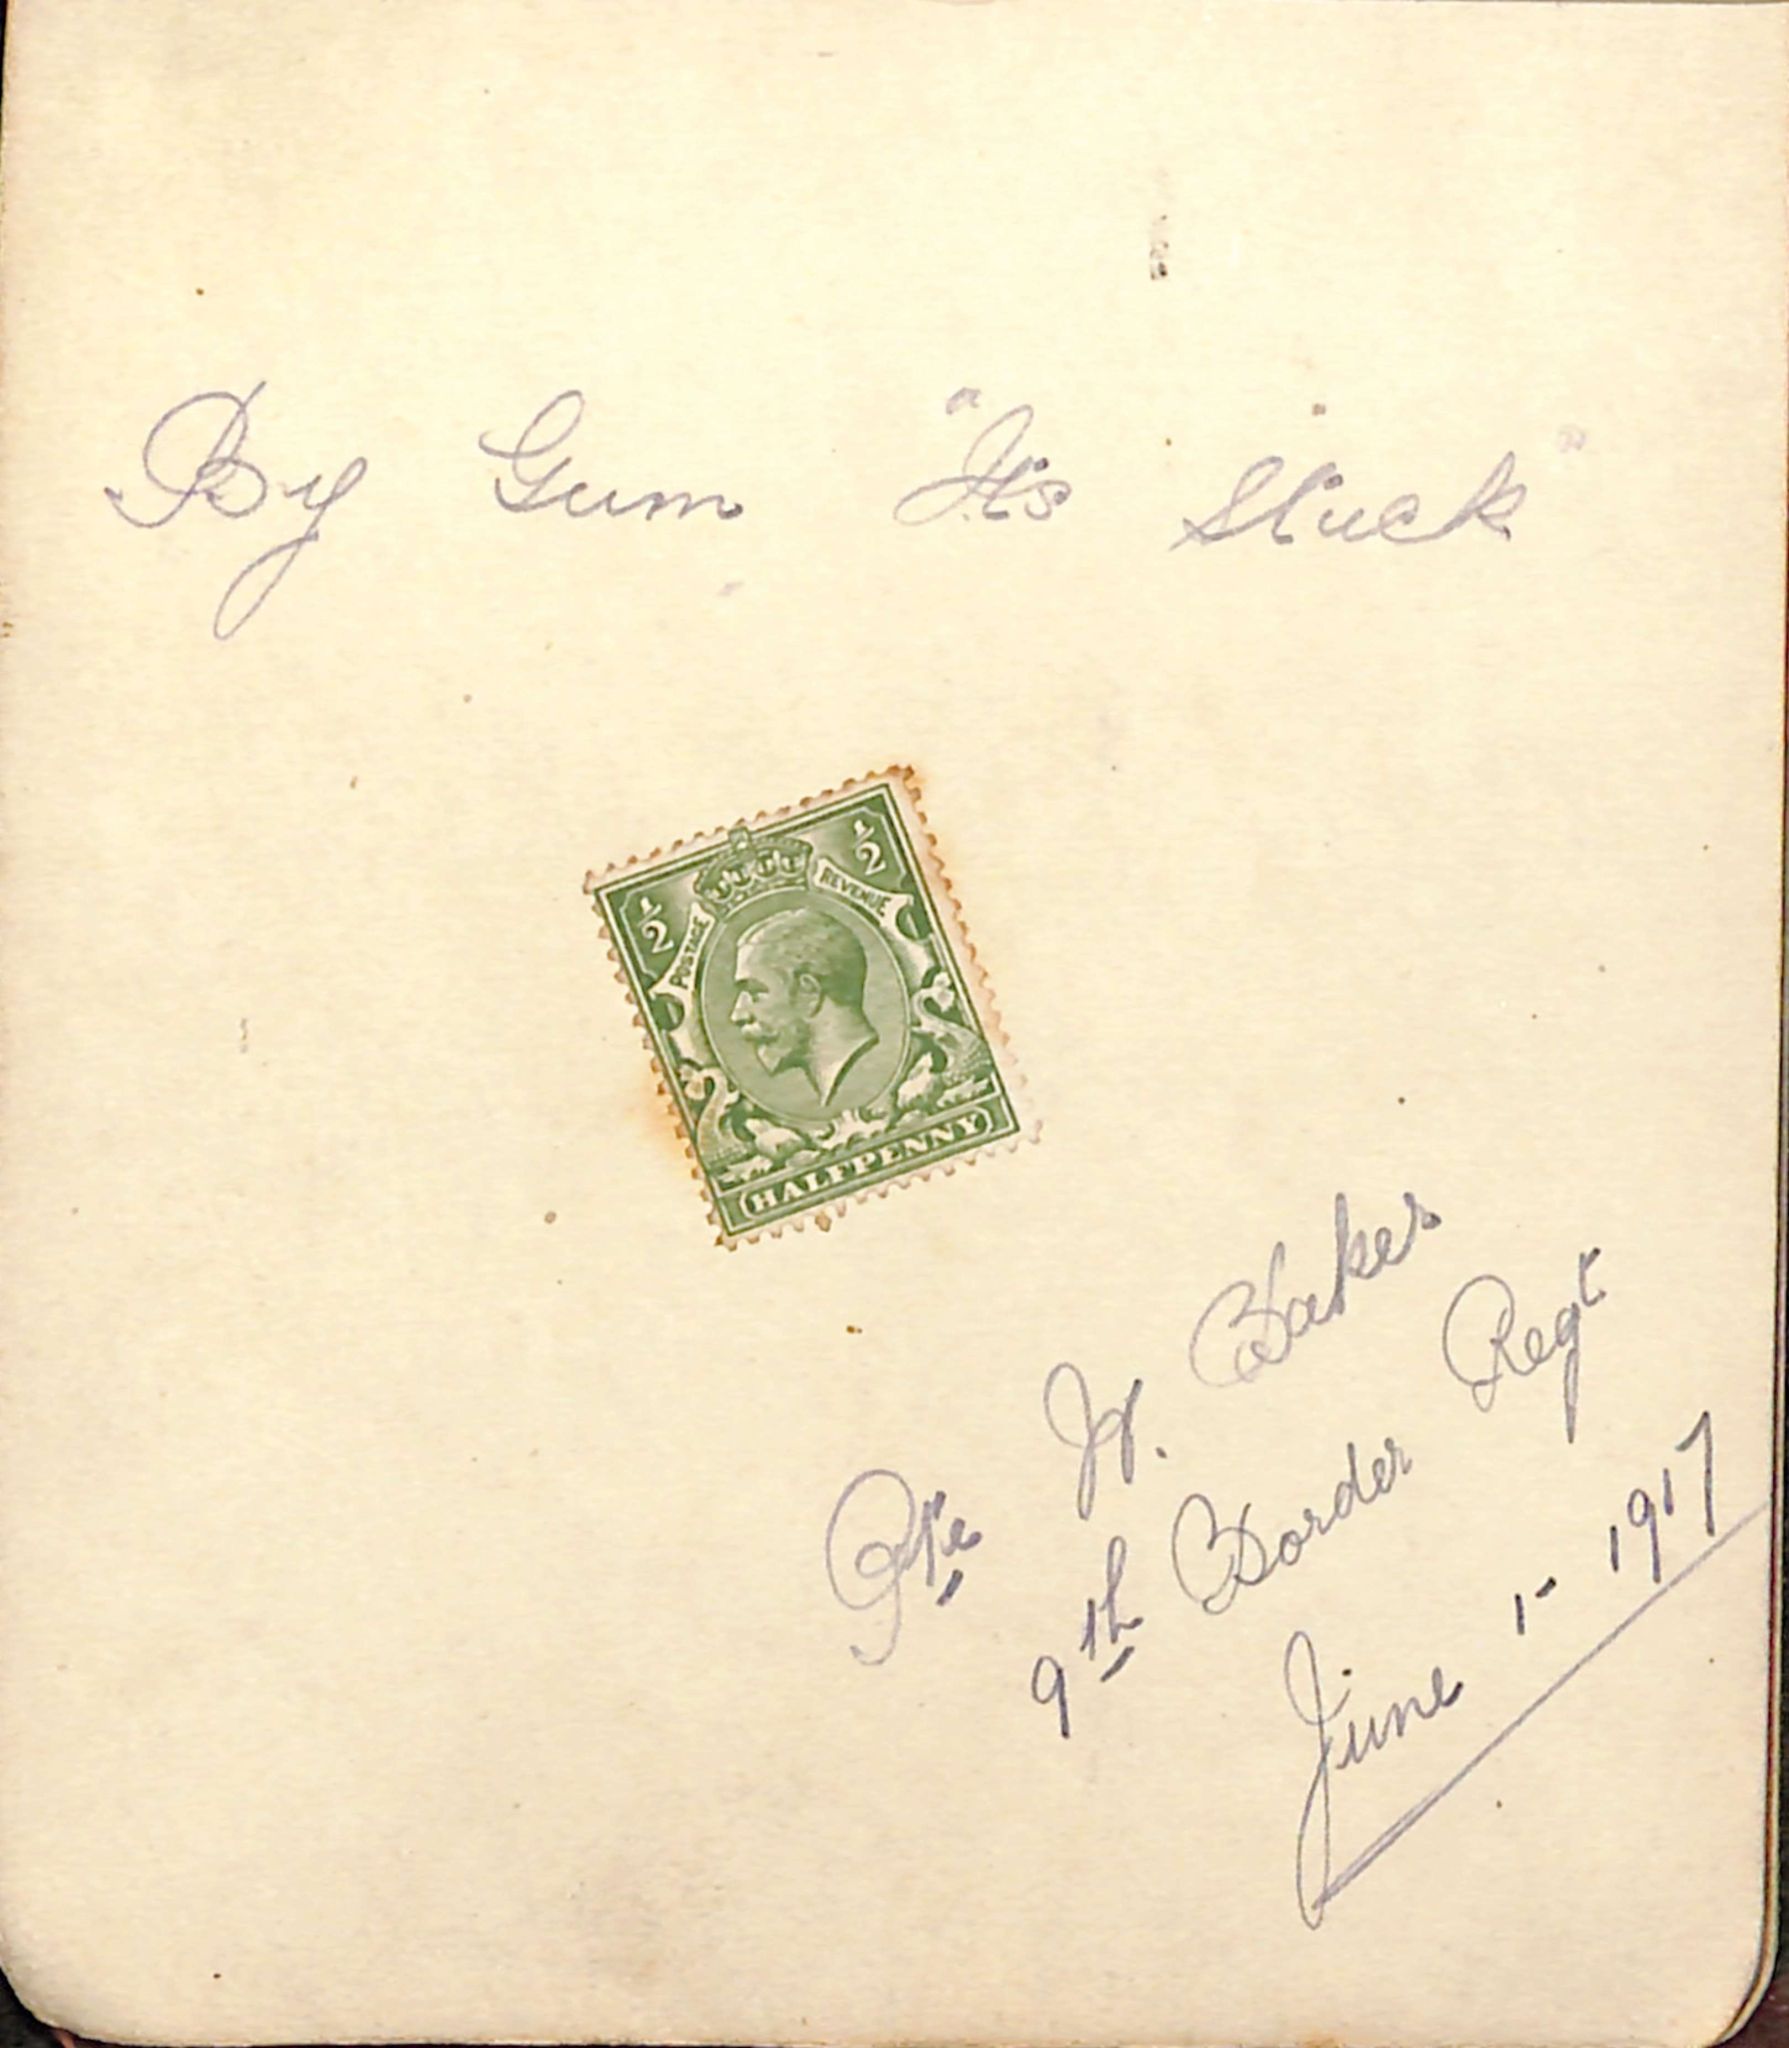 By Gum "It's Stuck"
1/2
1/2
POSTAGE
REVENUE
HALFPENNY
Pte W. Baker
9th Border Regt
June 1- 1917